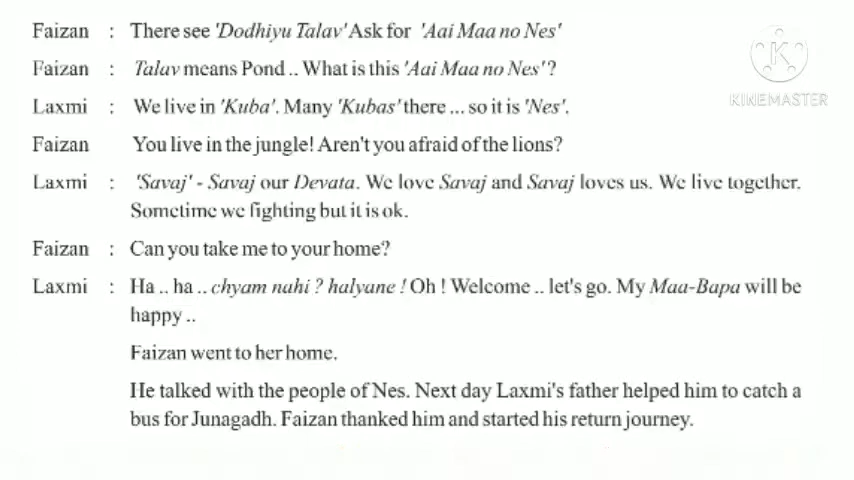 Faizan : There see 'Dodhiyu Talav' Ask for 'Aai Maa no Nes'
KINEMASTER
Faizan : Talav means Pond .. What is this 'Aai Maa no Nes'?
Laxmi : We live in 'Kuba'. Many 'Kubas' there ... so it is 'Nes'.
Faizan You live in the jungle! Aren't you afraid of the lions?
Laxmi : 'Savaj' - Savaj our Devata. We love Savaj and Savaj loves us. We live together.
Sometime we fighting but it is ok.
Faizan : Can you take me to your home?
Laxmi : Ha .. ha .. chyam nahi ? halyane ! Oh ! Welcome .. let's go. My Maa-Bapa will be
happy ..
Faizan went to her home.
He talked with the people of Nes. Next day Laxmi's father helped him to catch a
bus for Junagadh. Faizan thanked him and started his return journey.